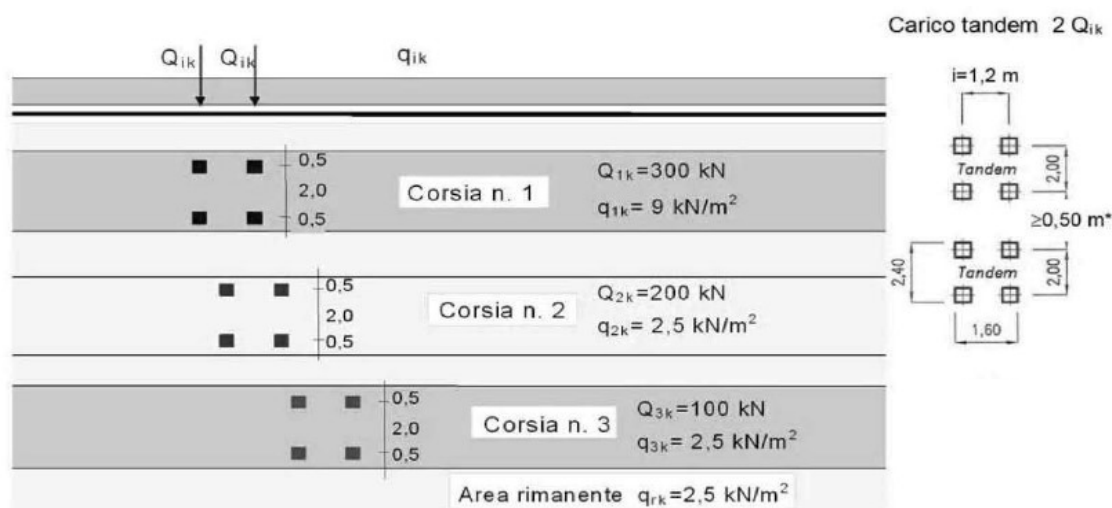 Carico tandem 2 Qik
Qik Qik qik
i=1,2 m
0,5
2,0
0,5
Corsia n. 1
Q1k=300 kN
q1k= 9 kN/m²
Tandem
2,00
≥0,50 m*
0,5
2,0
0,5
Corsia n. 2
Q2k=200 kN
q2k= 2,5 kN/m²
2,40
Tandem
2,00
1,60
0,5
2,0
0,5
Corsia n. 3
Q3k=100 kN
q3k= 2,5 kN/m²
Area rimanente qrk=2,5 kN/m²